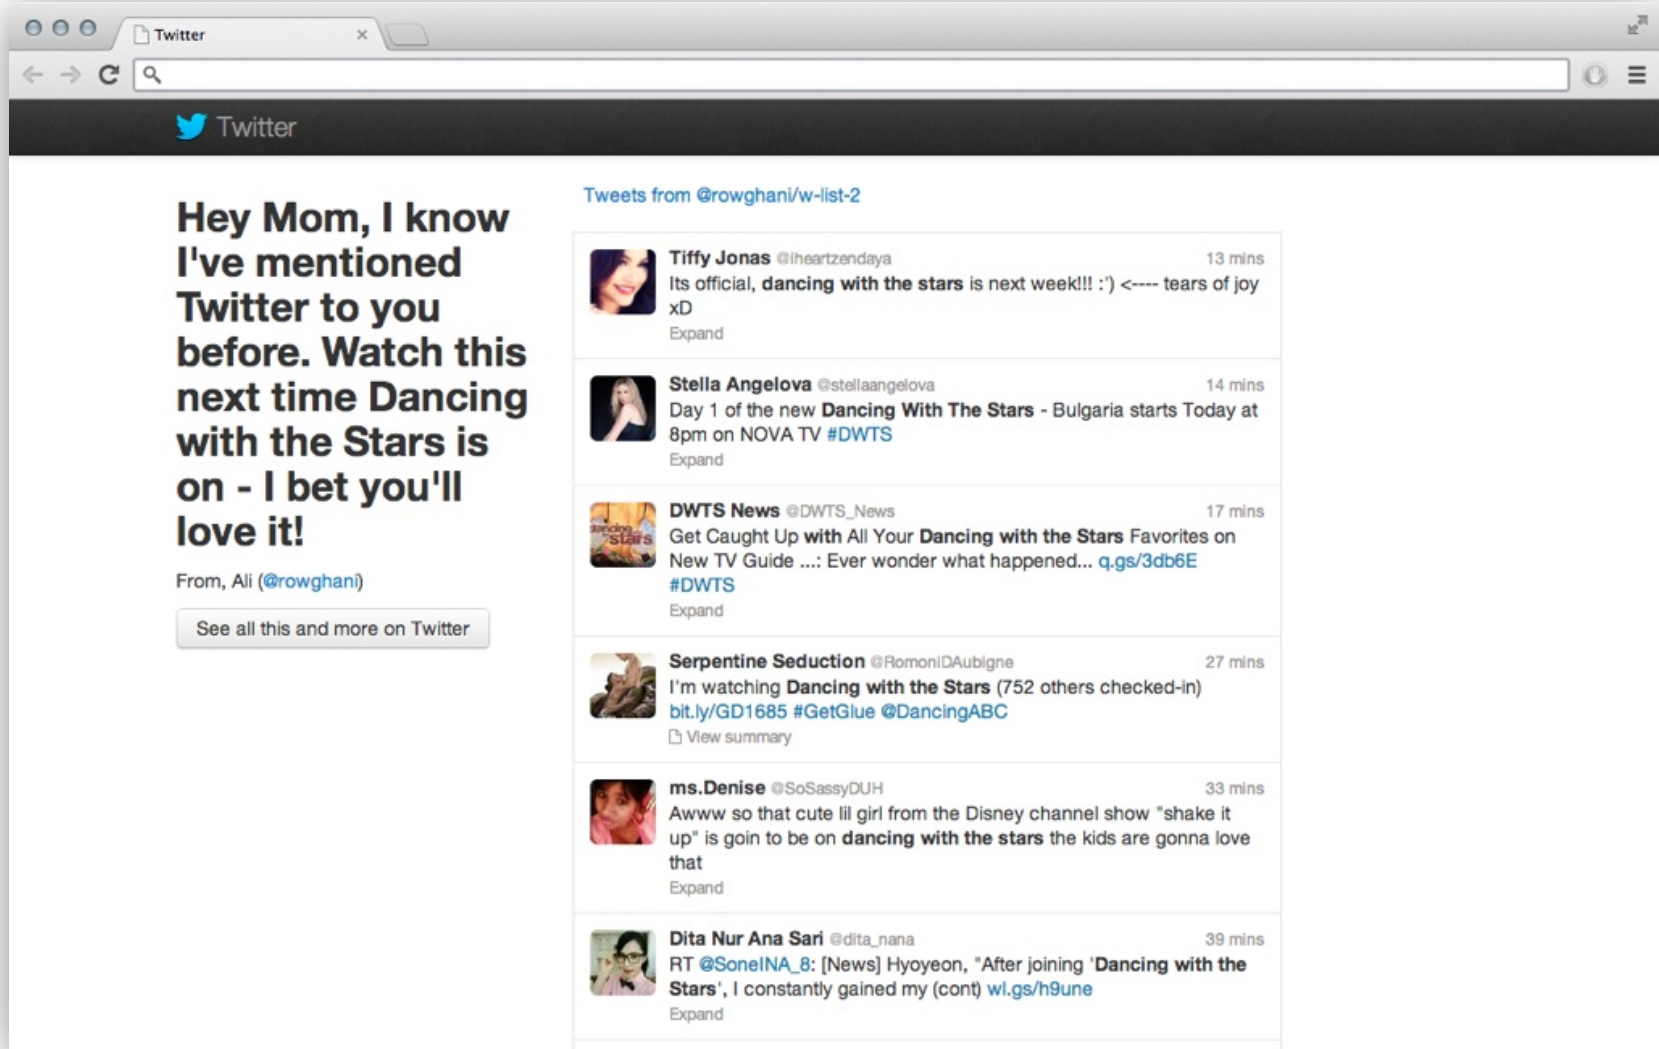 Twitter
Twitter
Hey Mom, I know
I've mentioned
Twitter to you
before. Watch this
next time Dancing
with the Stars is
on - I bet you'll
love it!
From, Ali (@rowghani)
See all this and more on Twitter
Tweets from @rowghani/w-list-2
Tiffy Jonas @iheartzendaya 13 mins
Its official, dancing with the stars is next week!!! :') <---- tears of joy
xD
Expand
Stella Angelova @stellaangelova 14 mins
Day 1 of the new Dancing With The Stars - Bulgaria starts Today at
8pm on NOVA TV #DWTS
Expand
dancing
stars
DWTS News @DWTS_News 17 mins
Get Caught Up with All Your Dancing with the Stars Favorites on
New TV Guide ...: Ever wonder what happened... q.gs/3db6E
#DWTS
Expand
Serpentine Seduction @RomoniDAubigne 27 mins
I'm watching Dancing with the Stars (752 others checked-in)
bit.ly/GD1685 #GetGlue @DancingABC
View summary
ms.Denise @SoSassyDUH 33 mins
Awww so that cute lil girl from the Disney channel show "shake it
up" is goin to be on dancing with the stars the kids are gonna love
that
Expand
Dita Nur Ana Sari @dita_nana 39 mins
RT @SoneINA_8: [News] Hyoyeon, "After joining 'Dancing with the
Stars', I constantly gained my (cont) wl.gs/h9une
Expand